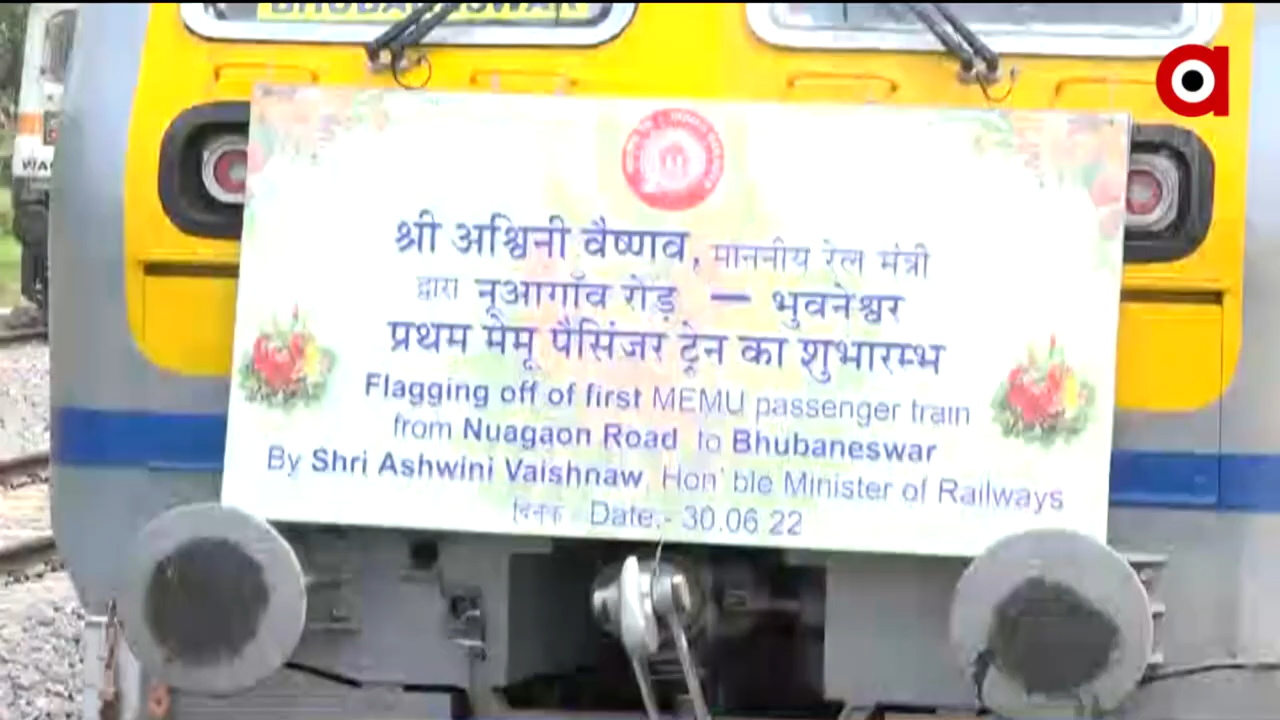 BHUBANESWAR
श्री अश्विनी वैष्णव, माननीय रेल मंत्री
द्वारा नूआगाँव रोड़ — भुवनेश्वर
प्रथम मेमू पैसिंजर ट्रेन का शुभारम्भ
Flagging off of first MEMU passenger train
from Nuagaon Road to Bhubaneswar
By Shri Ashwini Vaishnaw, Hon'ble Minister of Railways
Date.- 30.06.22